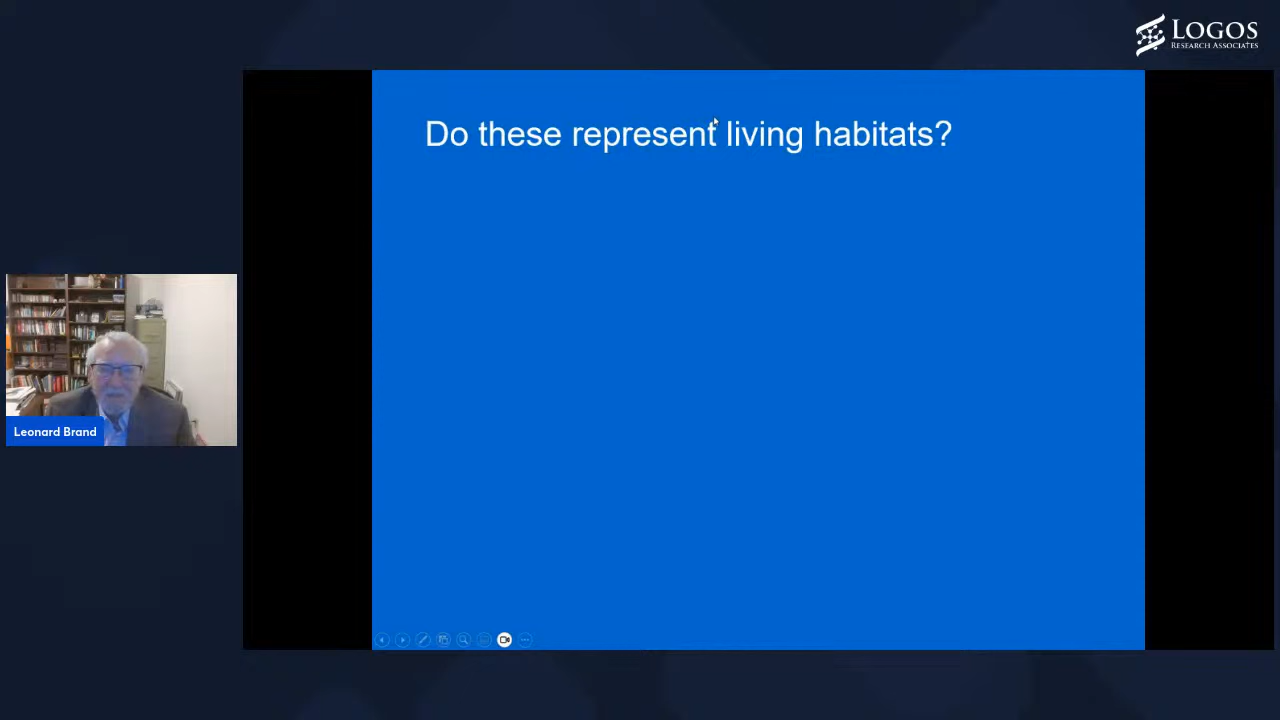 LOGOS
RESEARCH ASSOCIATES
Do these represent living habitats?
Leonard Brand